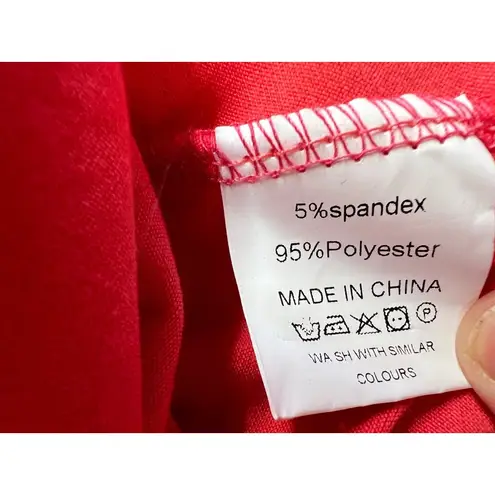 5%spandex
95%Polyester
MADE IN CHINA
P
WA SH WITH SIMILAR
COLOURS